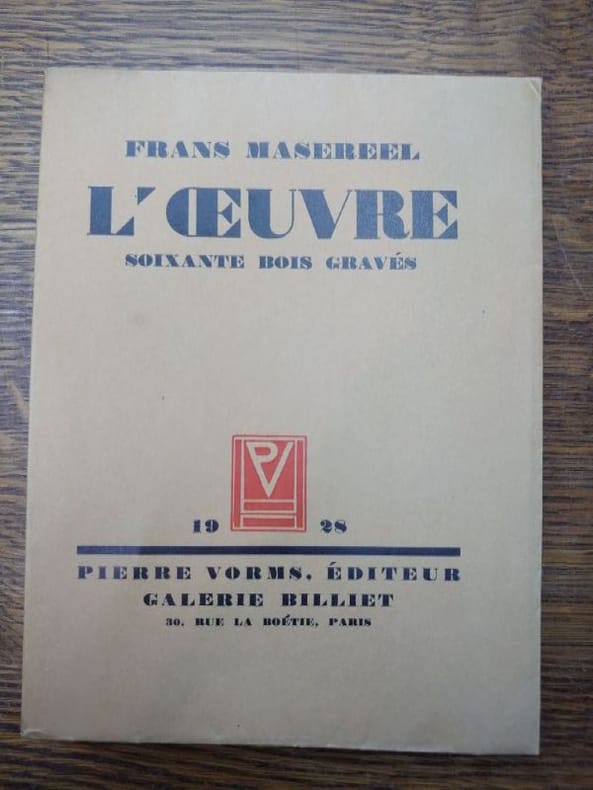 FRANS MASEREEL
L'ŒUVRE
SOIXANTE BOIS GRAVÉS
PV
19 28
PIERRE VORMS, ÉDITEUR
GALERIE BILLIET
30, RUE LA BOÉTIE, PARIS